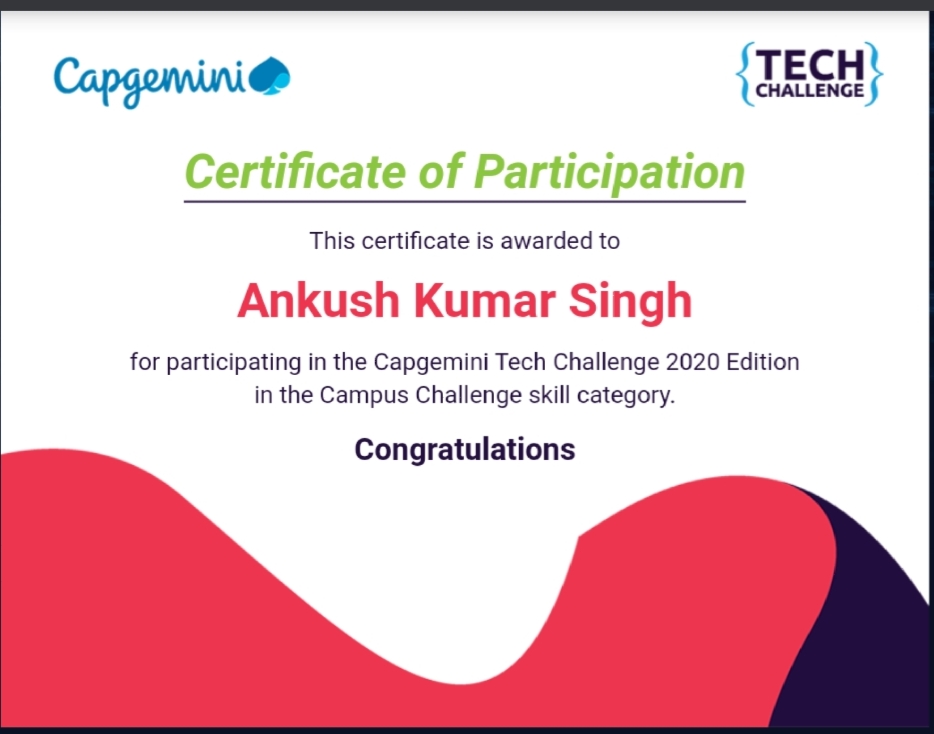 Capgemini
{TECH
CHALLENGE}
Certificate of Participation
This certificate is awarded to
Ankush Kumar Singh
for participating in the Capgemini Tech Challenge 2020 Edition
in the Campus Challenge skill category.
Congratulations